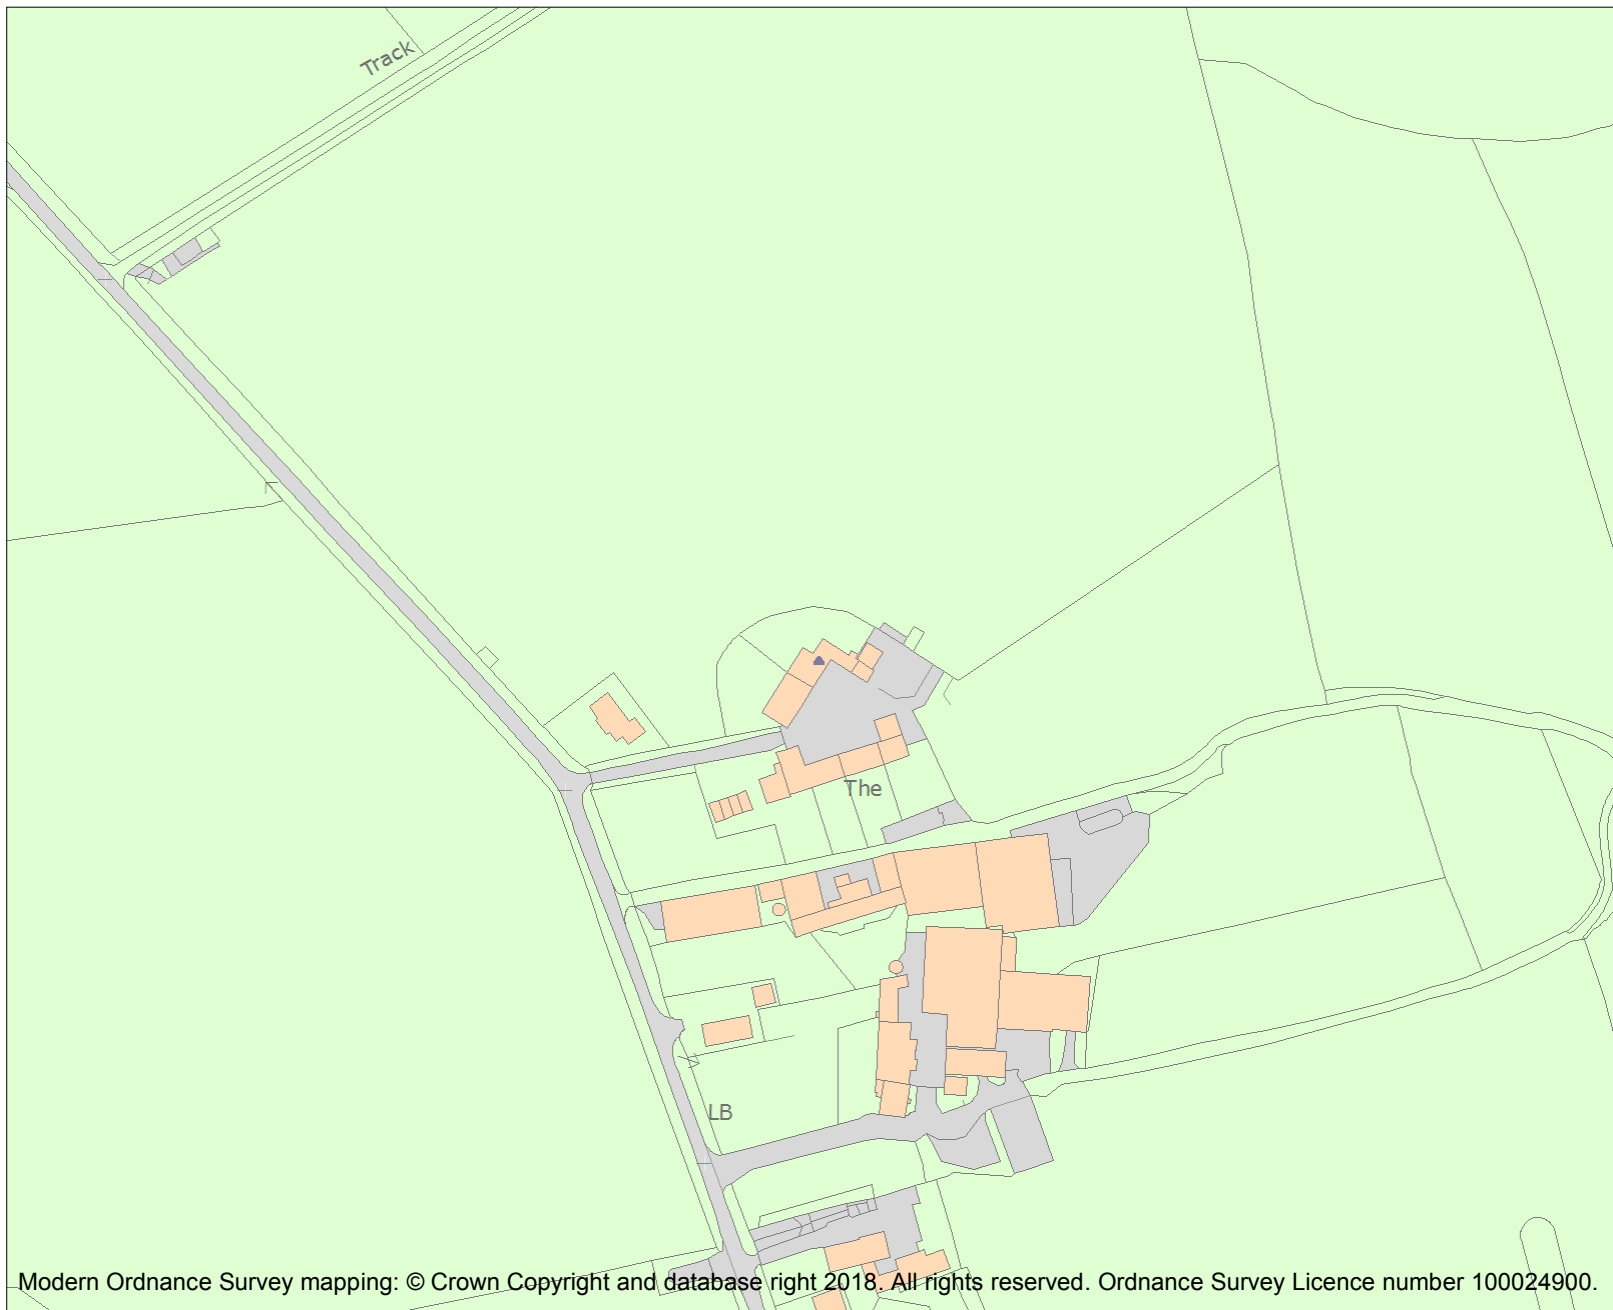 Track
The
LB
Modern Ordnance Survey mapping: © Crown Copyright and database right 2018. All rights reserved. Ordnance Survey Licence number 100024900.